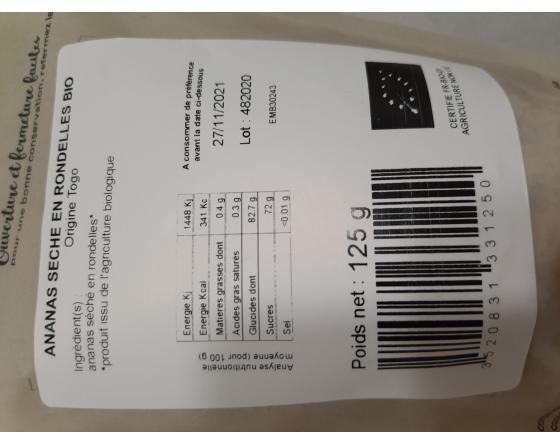 Ouverture et fermeture faciles
Pour une bonne conservation, refermez le
ANANAS SECHE EN RONDELLES BIO
Origine Togo
Ingrédient(s) :
ananas séché en rondelles*
*produit issu de l'agriculture biologique
Analyse nutritionnelle
moyenne (pour 100 g)
Energie Kj 1448 Kj
Energie Kcal 341 Kc
Matieres grasses dont 0.4 g
Acides gras saturés 0.3 g
Glucides dont 82.7 g
Sucres 72 g
Sel <0.01 g
A consommer de préférence
avant la date ci-dessous
27/11/2021
Lot : 482020
EMB30243
Poids net : 125 g
3 520831 331250
CERTIFIE FR-BIO-01
AGRICULTURE NON UE